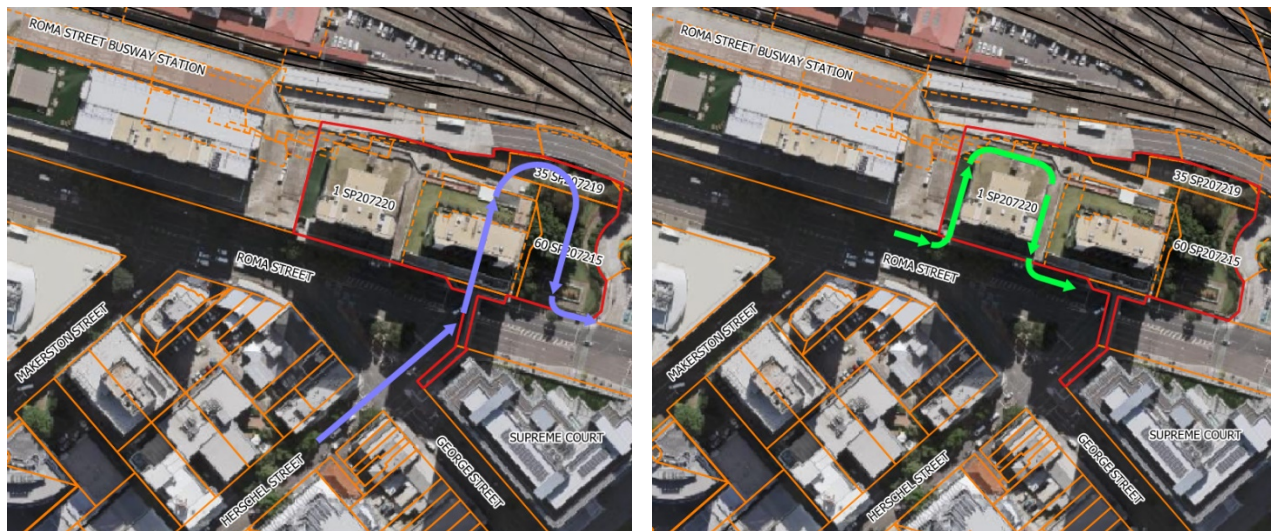 ROMA STREET BUSWAY STATION
35 SP207219
1 SP207220
60 SP207215
ROMA STREET
MAKERSTON STREET
SUPREME COURT
GEORGE STREET
HERSCHEL STREET
ROMA STREET BUSWAY STATION
35 SP207219
1 SP207220
60 SP207215
ROMA STREET
MAKERSTON STREET
SUPREME COURT
GEORGE STREET
HERSCHEL STREET